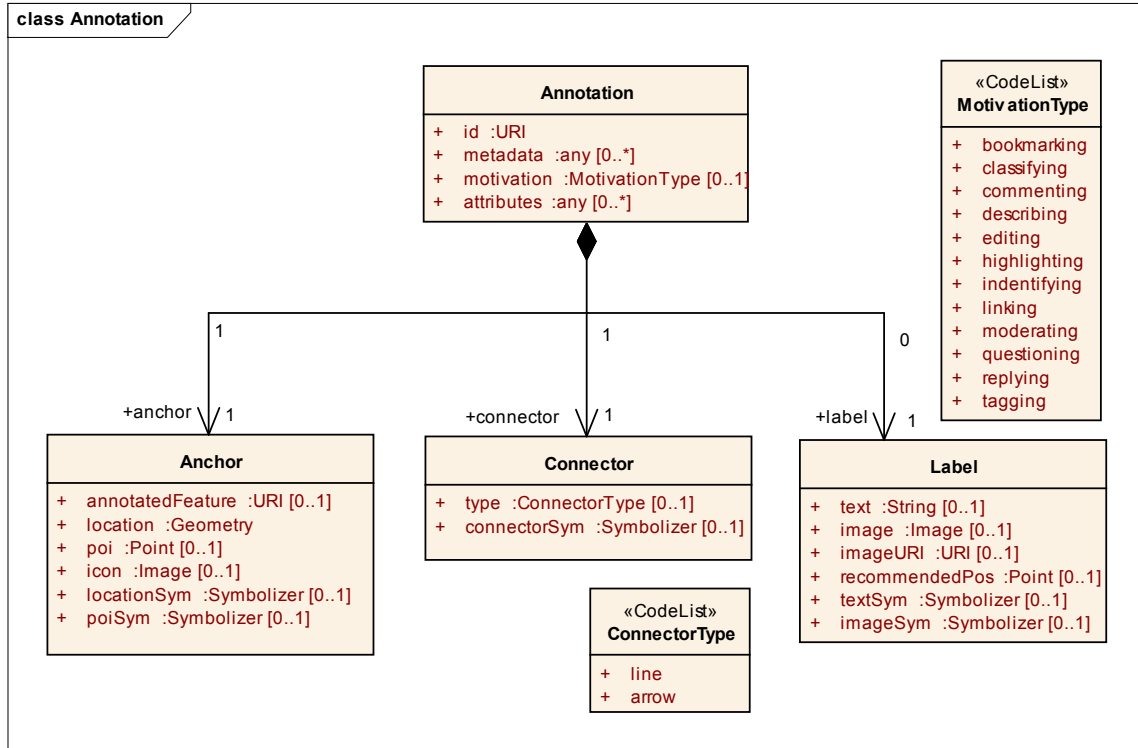 class Annotation
Annotation
+ id :URI
+ metadata :any [0..*]
+ motivation :MotivationType [0..1]
+ attributes :any [0..*]
«CodeList»
MotivationType
+ bookmarking
+ classifying
+ commenting
+ describing
+ editing
+ highlighting
+ indentifying
+ linking
+ moderating
+ questioning
+ replying
+ tagging
1
1
0
+anchor
1
+connector
1
+label
1
Anchor
+ annotatedFeature :URI [0..1]
+ location :Geometry
+ poi :Point [0..1]
+ icon :Image [0..1]
+ locationSym :Symbolizer [0..1]
+ poiSym :Symbolizer [0..1]
Connector
+ type :ConnectorType [0..1]
+ connectorSym :Symbolizer [0..1]
Label
+ text :String [0..1]
+ image :Image [0..1]
+ imageURI :URI [0..1]
+ recommendedPos :Point [0..1]
+ textSym :Symbolizer [0..1]
+ imageSym :Symbolizer [0..1]
«CodeList»
ConnectorType
+ line
+ arrow